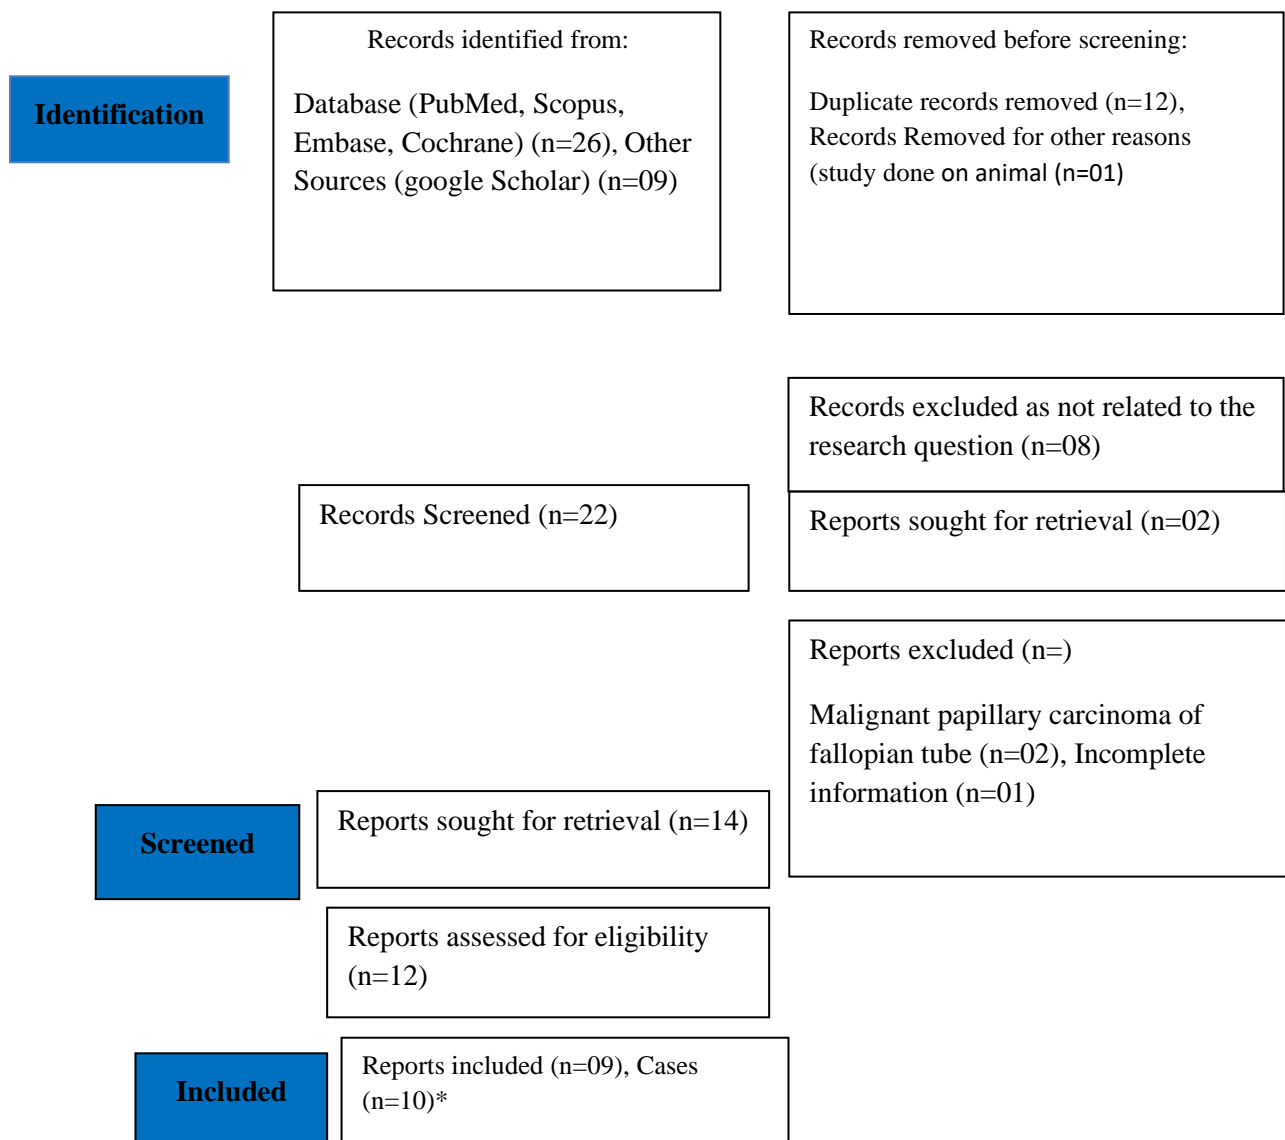 Identification
Records identified from:
Database (PubMed, Scopus,
Embase, Cochrane) (n=26), Other
Sources (google Scholar) (n=09)
Records removed before screening:
Duplicate records removed (n=12),
Records Removed for other reasons
(study done on animal (n=01)
Records excluded as not related to the
research question (n=08)
Records Screened (n=22)
Reports sought for retrieval (n=02)
Reports excluded (n=)
Malignant papillary carcinoma of
fallopian tube (n=02), Incomplete
information (n=01)
Screened
Reports sought for retrieval (n=14)
Reports assessed for eligibility
(n=12)
Included
Reports included (n=09), Cases
(n=10)*